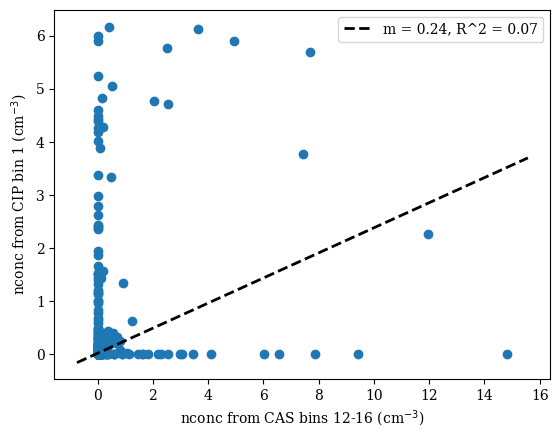 m = 0.24, R^2 = 0.07
6
5
4
3
2
1
0
nconc from CIP bin 1 (cm⁻³)
0 2 4 6 8 10 12 14 16
nconc from CAS bins 12-16 (cm⁻³)